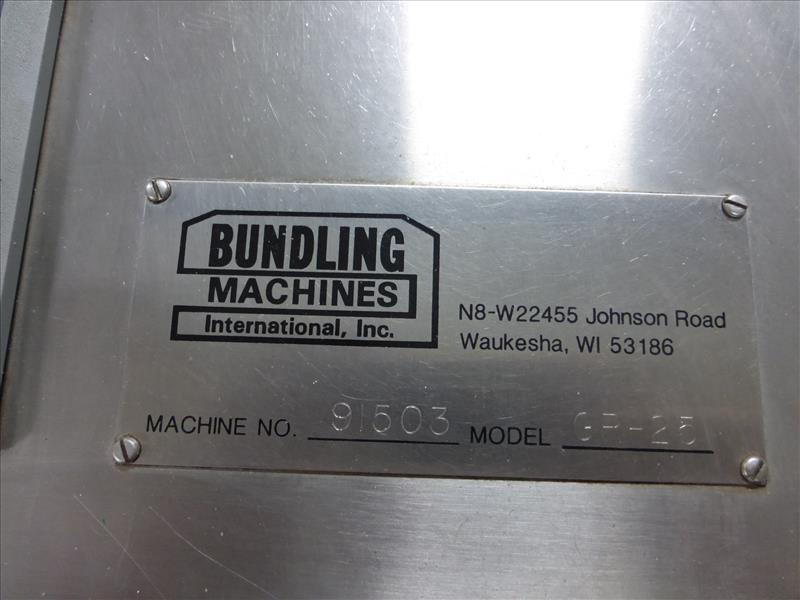 BUNDLING
MACHINES
International, Inc.
N8-W22455 Johnson Road
Waukesha, WI 53186
MACHINE NO. 91503 MODEL GP-25